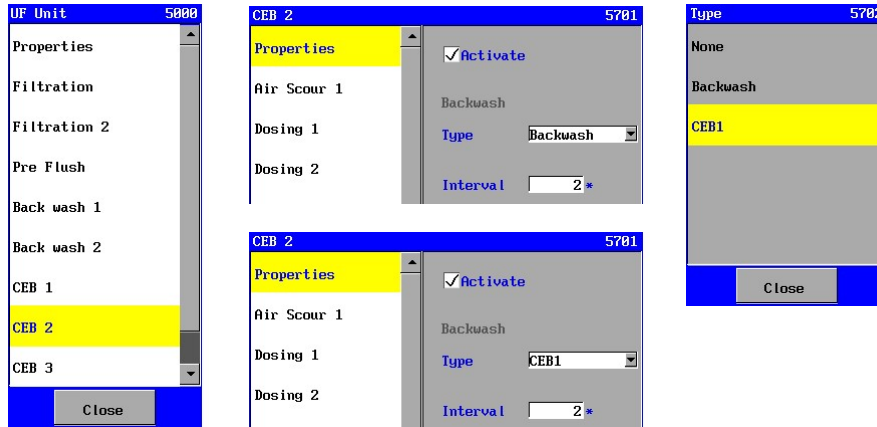 UF Unit 5000
Properties
Filtration
Filtration 2
Pre Flush
Back wash 1
Back wash 2
CEB 1
CEB 2
CEB 3
Close
CEB 2 5701
Properties
Air Scour 1
Dosing 1
Dosing 2
Activate
Backwash
Type Backwash
Interval 2 *
CEB 2 5701
Properties
Air Scour 1
Dosing 1
Dosing 2
Activate
Backwash
Type CEB1
Interval 2 *
Type 5702
None
Backwash
CEB1
Close